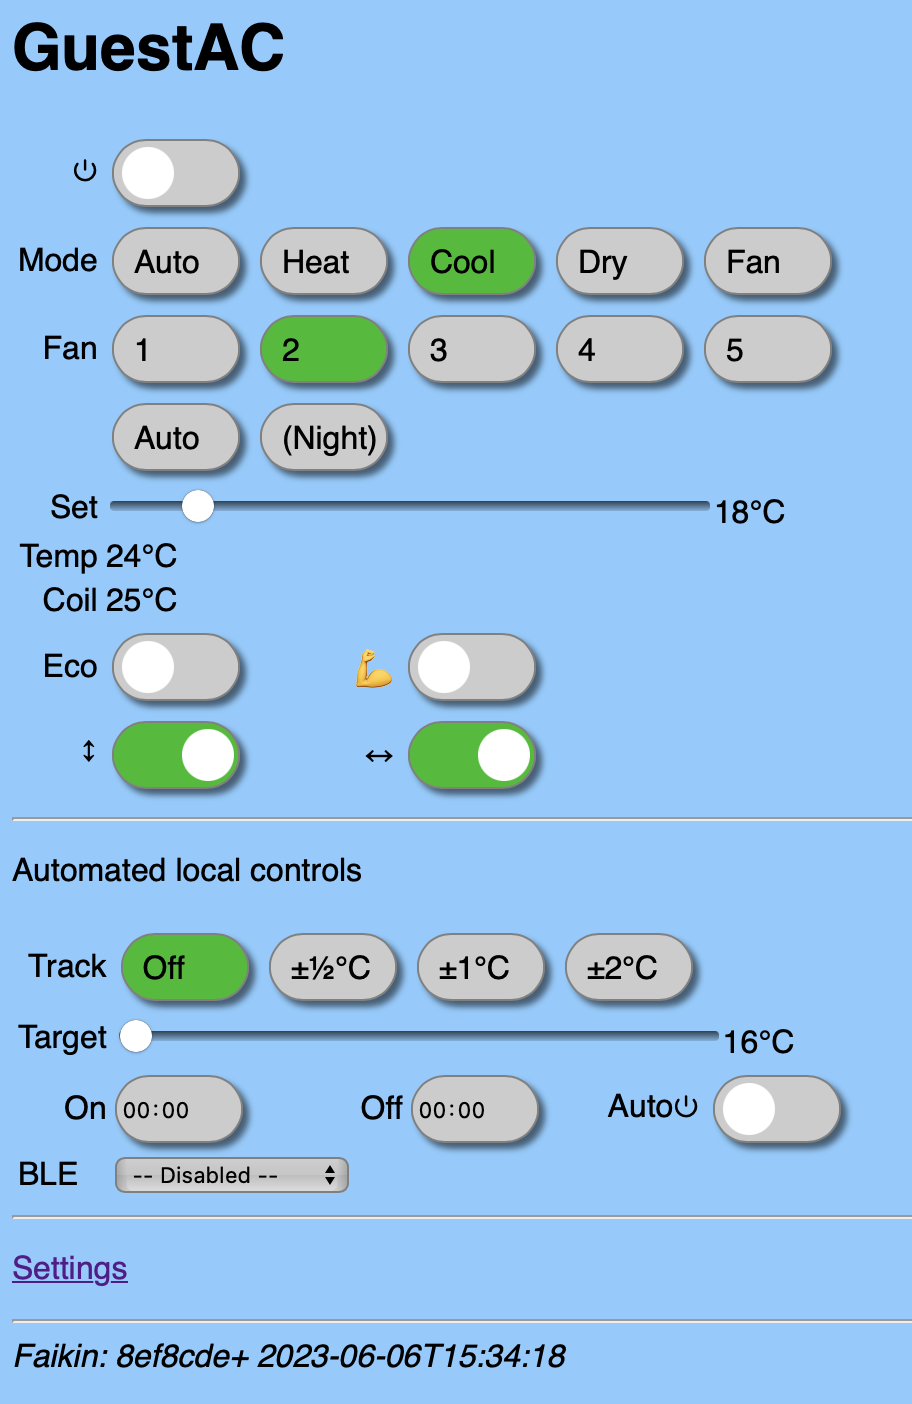 GuestAC
⏻
Mode Auto Heat Cool Dry Fan
Fan 1 2 3 4 5
Auto (Night)
Set 18°C
Temp 24°C
Coil 25°C
Eco 💪
↕ ↔
Automated local controls
Track Off ±½°C ±1°C ±2°C
Target 16°C
On 00:00 Off 00:00 Auto⏻
BLE -- Disabled --
Settings
Faikin: 8ef8cde+ 2023-06-06T15:34:18